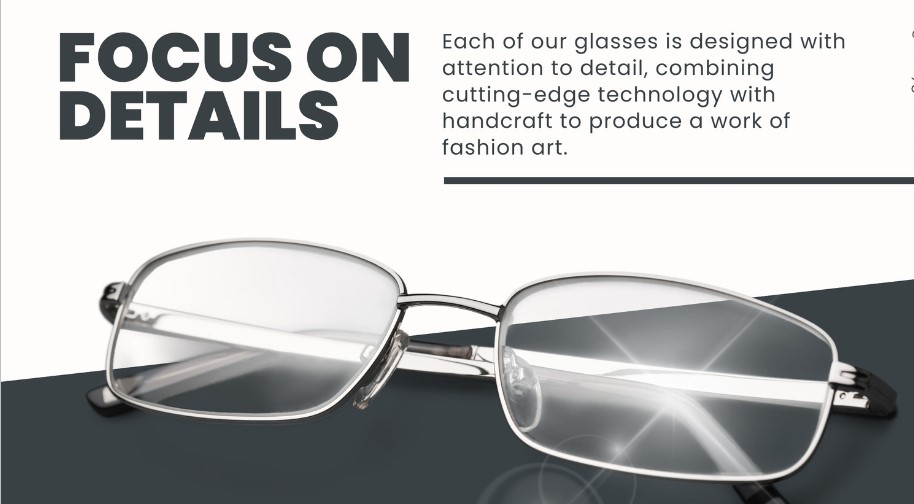 FOCUS ON
DETAILS
Each of our glasses is designed with
attention to detail, combining
cutting-edge technology with
handcraft to produce a work of
fashion art.